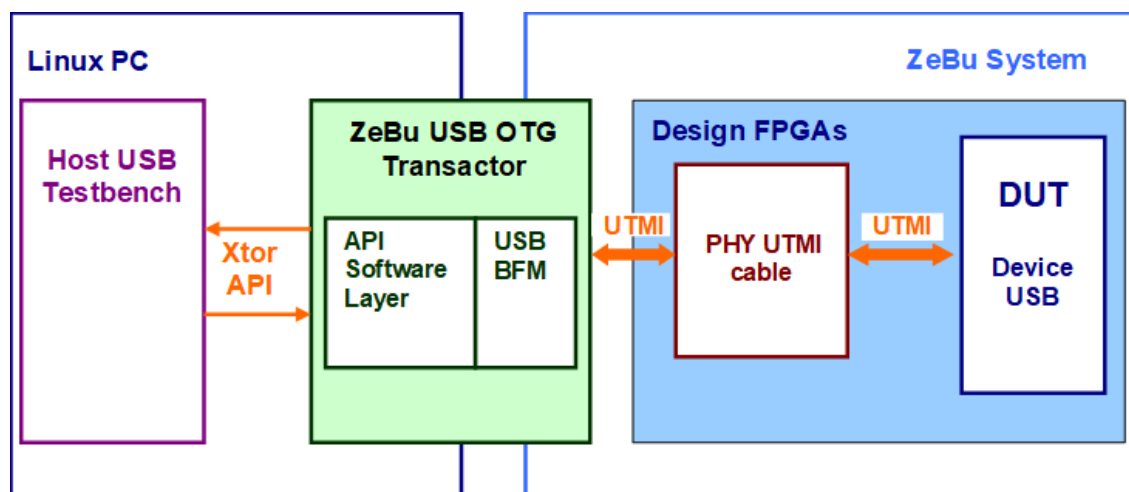 Linux PC
ZeBu System
Host USB
Testbench
Xtor
API
ZeBu USB OTG
Transactor
API
Software
Layer
USB
BFM
UTMI
Design FPGAs
PHY UTMI
cable
UTMI
DUT
Device
USB